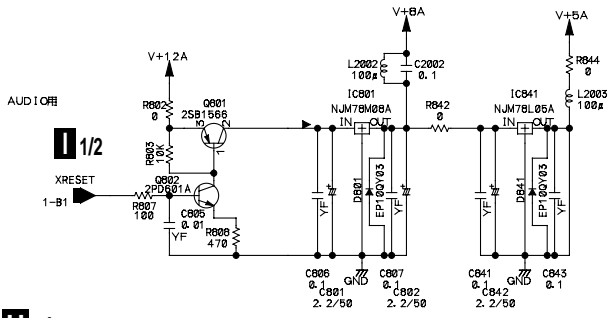 V+8A
V+5A
V+12A
L2002
100μ
C2002
0.1
R844
0
AUDIO用
R802
0
Q801
2SB1566
IC801
NJM78M08A
R842
0
IC841
NJM78L05A
L2003
100μ
I 1/2
3
2
1
IN
OUT
IN
OUT
R803
10K
XRESET
Q802
2PD601A
D801
EP10QY03
D841
EP10QY03
1-B1
R807
100
C805
0.01
YF
R808
470
YF
YF
YF
YF
C806
0.1
C801
2.2/50
GND
C807
0.1
C802
2.2/50
C841
0.1
C842
2.2/50
GND
C843
0.1